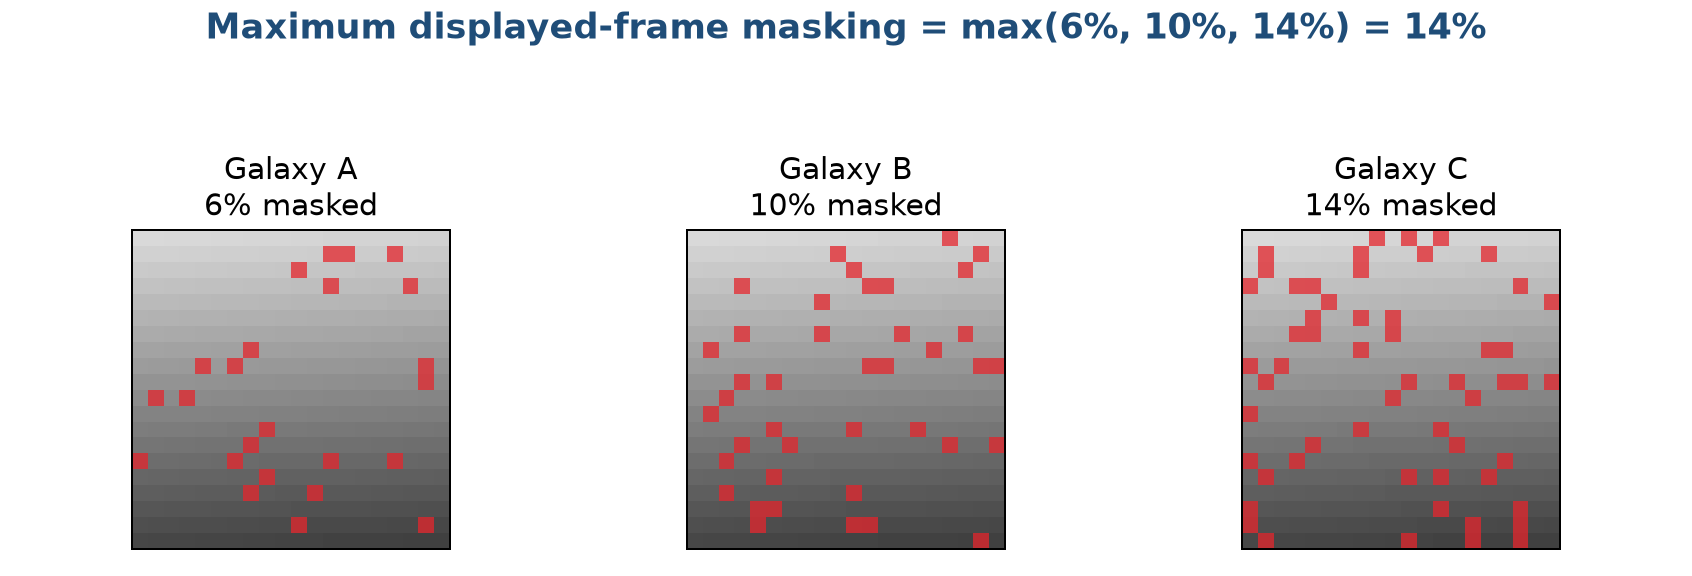 Maximum displayed-frame masking = max(6%, 10%, 14%) = 14%
Galaxy A
6% masked
Galaxy B
10% masked
Galaxy C
14% masked